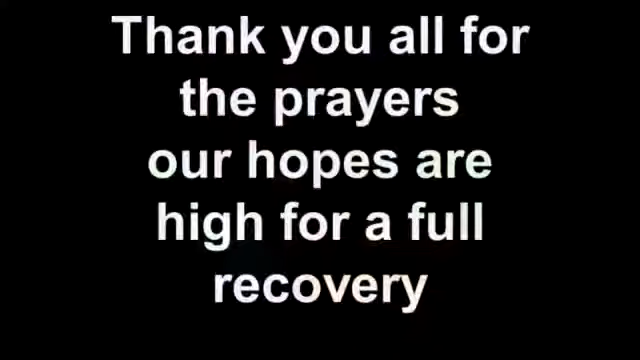 Thank you all for
the prayers
our hopes are
high for a full
recovery